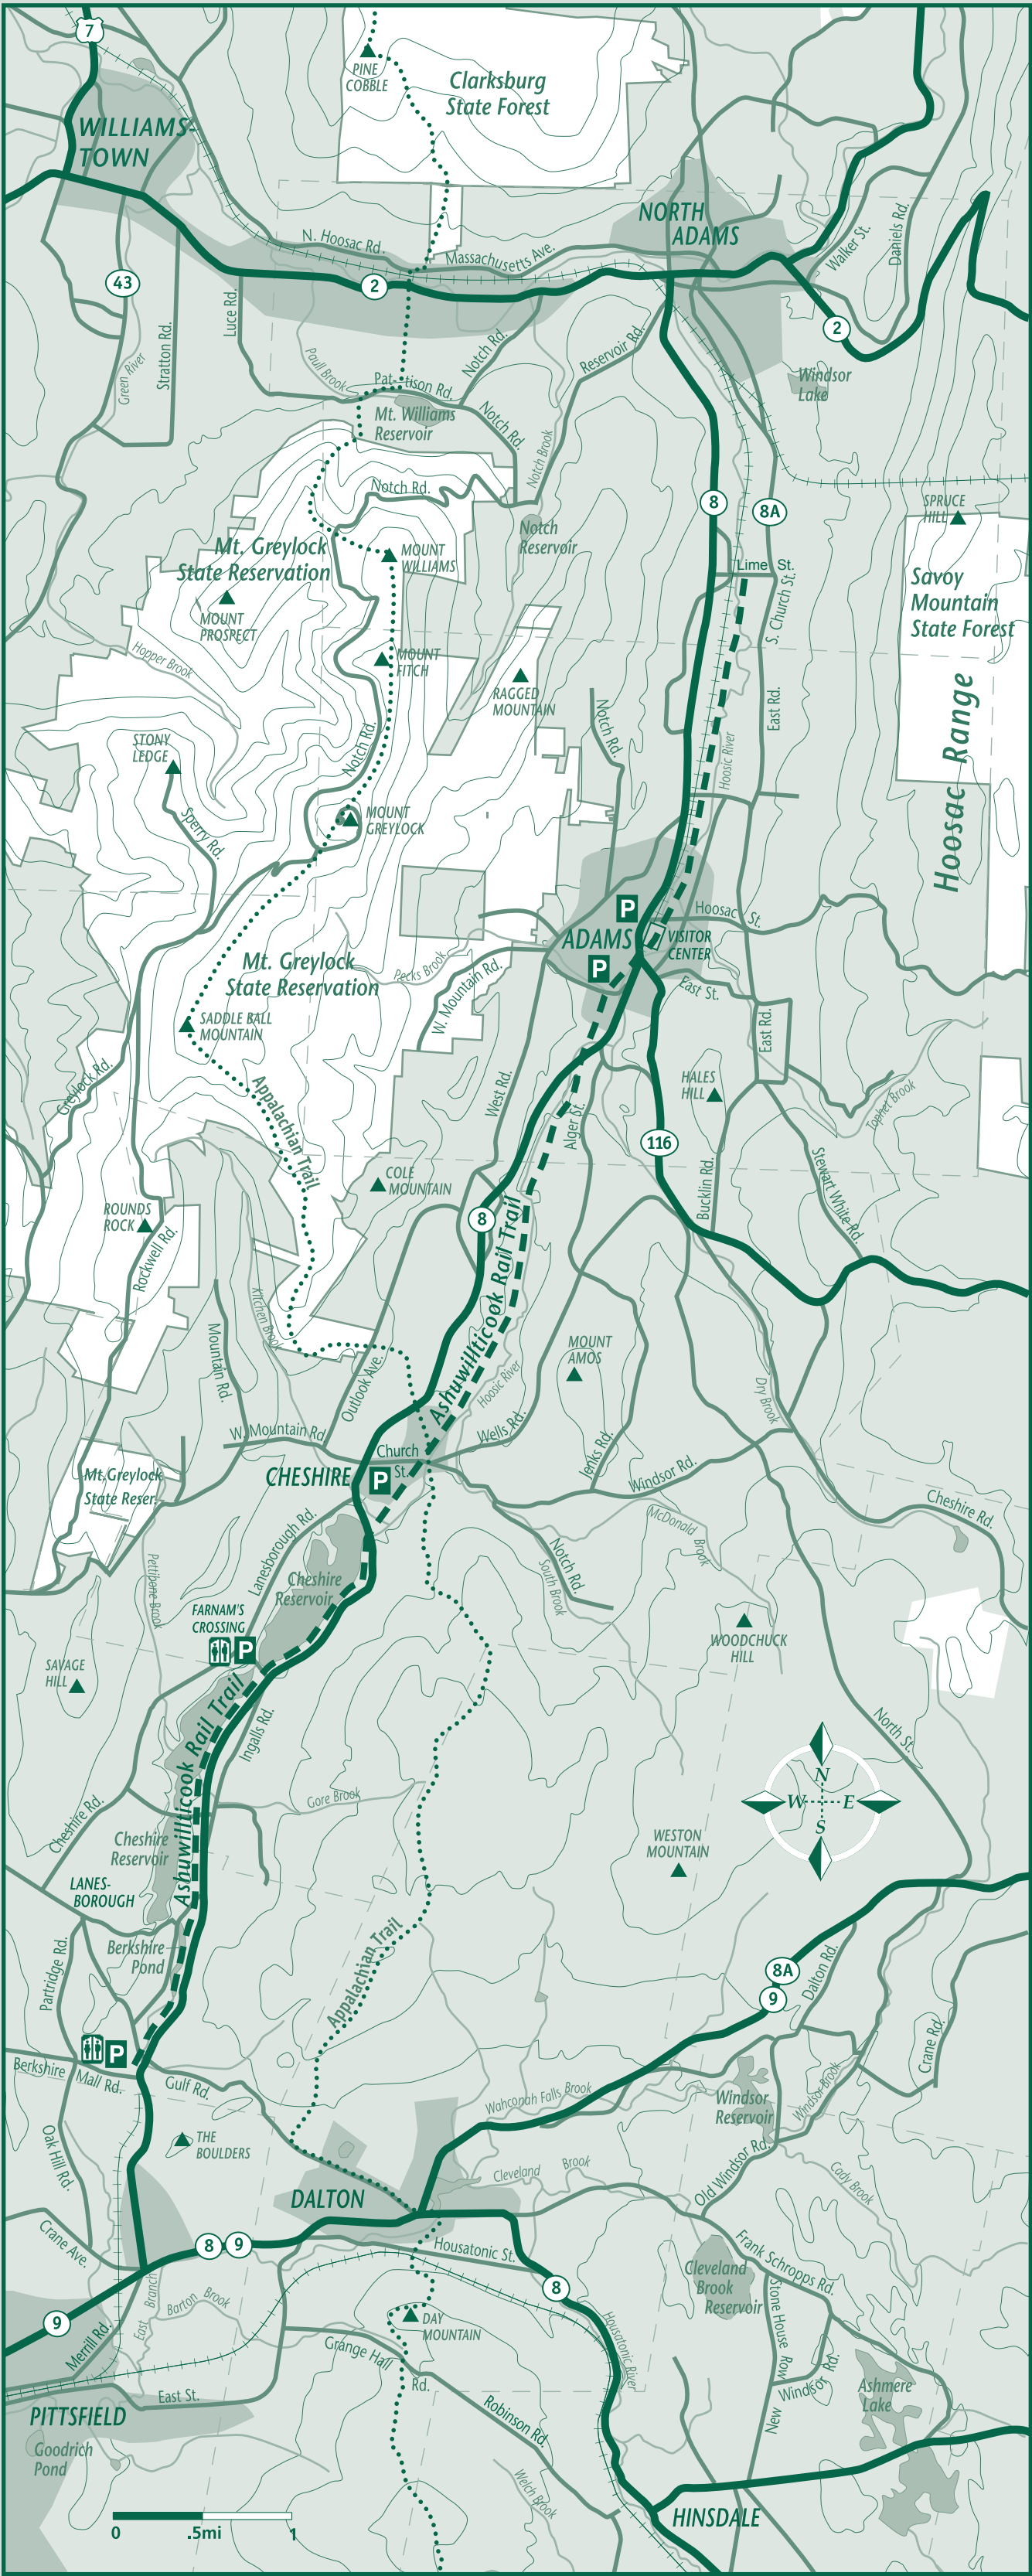 7
PINE
COBBLE
Clarksburg
State Forest
WILLIAMS-
TOWN
NORTH
ADAMS
N. Hoosac Rd.
Massachusetts Ave.
Walker St.
Daniels Rd.
43
2
2
Luce Rd.
Stratton Rd.
Green River
Paull Brook
Notch Rd.
Reservoir Rd.
Windsor
Lake
Pattison Rd.
Mt. Williams
Reservoir
Notch Rd.
Notch Brook
Notch Rd.
8
8A
SPRUCE
HILL
Notch
Reservoir
Mt. Greylock
State Reservation
MOUNT
WILLIAMS
Lime St.
S. Church St.
Savoy
Mountain
State Forest
MOUNT
PROSPECT
Hopper Brook
MOUNT
FITCH
RAGGED
MOUNTAIN
Hoosac Range
Notch Rd.
East Rd.
Notch Rd.
Hoosic River
STONY
LEDGE
Sperry Rd.
MOUNT
GREYLOCK
P
Hoosac St.
ADAMS
VISITOR
CENTER
P
Mt. Greylock
State Reservation
Pecks Brook
W. Mountain Rd.
East St.
SADDLE BALL
MOUNTAIN
East Rd.
Greylock Rd.
Appalachian Trail
West Rd.
Alger St.
HALES
HILL
Tophet Brook
116
COLE
MOUNTAIN
Bucklin Rd.
Stewart White Rd.
ROUNDS
ROCK
Rockwell Rd.
8
Ashuwillticook Rail Trail
Kitchen Brook
Mountain Rd.
Outlook Ave.
Hoosic River
MOUNT
AMOS
Dry Brook
W. Mountain Rd.
Church
St.
Wells Rd.
Jenks Rd.
Windsor Rd.
CHESHIRE
P
Mt. Greylock
State Reser.
Cheshire Rd.
Lanesborough Rd.
McDonald Brook
Notch Rd.
South Brook
Pettibone Brook
Cheshire
Reservoir
FARNAM'S
CROSSING
P
WOODCHUCK
HILL
SAVAGE
HILL
Ingalls Rd.
North St.
Ashuwillticook Rail Trail
N
W E
S
Gore Brook
Cheshire Rd.
Cheshire
Reservoir
WESTON
MOUNTAIN
LANES-
BOROUGH
Appalachian Trail
Berkshire
Pond
Partridge Rd.
8A
9
Dalton Rd.
Crane Rd.
P
Berkshire Mall Rd.
Gulf Rd.
Wahconah Falls Brook
Windsor
Reservoir
Windsor Brook
THE
BOULDERS
Oak Hill Rd.
Cleveland Brook
Old Windsor Rd.
Cady Brook
DALTON
Crane Ave.
8
9
Housatonic St.
Cleveland
Brook
Reservoir
Frank Schropps Rd.
Stone House Row
East Branch
Barton Brook
8
9
Merrill Rd.
DAY
MOUNTAIN
Housatonic River
Grange Hall Rd.
New Windsor Rd.
Ashmere
Lake
East St.
Robinson Rd.
PITTSFIELD
Goodrich
Pond
Welch Brook
HINSDALE
0 .5mi 1